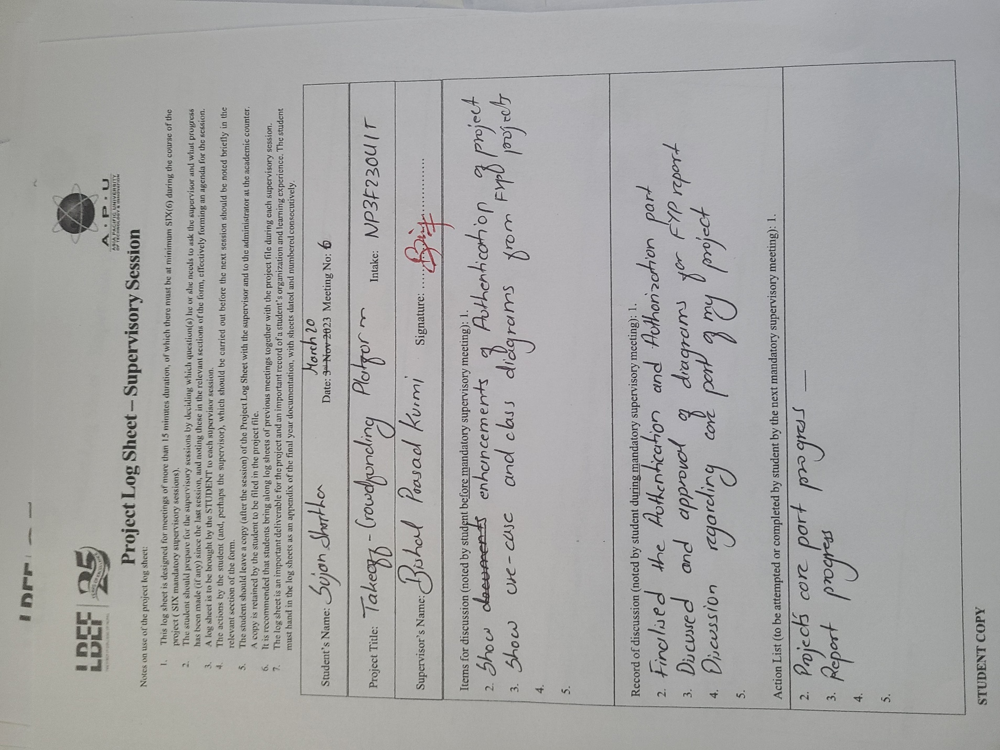 LBEF
LBEF 25
A · P · U
ASIA PACIFIC UNIVERSITY
OF TECHNOLOGY & INNOVATION
Project Log Sheet – Supervisory Session
Notes on use of the project log sheet:
1. This log sheet is designed for meetings of more than 15 minutes duration, of which there must be at minimum SIX(6) during the course of the
project ( SIX mandatory supervisory sessions).
2. The student should prepare for the supervisory sessions by deciding which question(s) he or she needs to ask the supervisor and what progress
has been made (if any) since the last session, and noting these in the relevant sections of the form, effectively forming an agenda for the session.
3. A log sheet is to be brought by the STUDENT to each supervisor session.
4. The actions by the student (and, perhaps the supervisor), which should be carried out before the next session should be noted briefly in the
relevant section of the form.
5. The student should leave a copy (after the session) of the Project Log Sheet with the supervisor and to the administrator at the academic counter.
A copy is retained by the student to be filed in the project file.
6. It is recommended that students bring along log sheets of previous meetings together with the project file during each supervisory session.
7. The log sheet is an important deliverable for the project and an important record of a student's organization and learning experience. The student
must hand in the log sheets as an appendix of the final year documentation, with sheets dated and numbered consecutively.
March 20
Student's Name: Sujan Shrestha Date: 3rd Nov 2023 Meeting No: 6
Project Title: Takeoff - Crowdfunding Platform Intake: NP3F2304IT
Supervisor's Name: Bishal Prasad Kurmi Signature: ..........
Items for discussion (noted by student before mandatory supervisory meeting): 1.
2. Show documents enhancements of Authentication of project
3. Show use-case and class diagrams from FYP projects
4.
5.
Record of discussion (noted by student during mandatory supervisory meeting): 1.
2. Finalised the Authentication and Authorization part
3. Discussed and approval of diagrams for FYP report
4. Discussion regarding core part of my project
5.
Action List (to be attempted or completed by student by the next mandatory supervisory meeting): 1.
2. Project's core part progress —
3. Report progress
4.
5.
STUDENT COPY